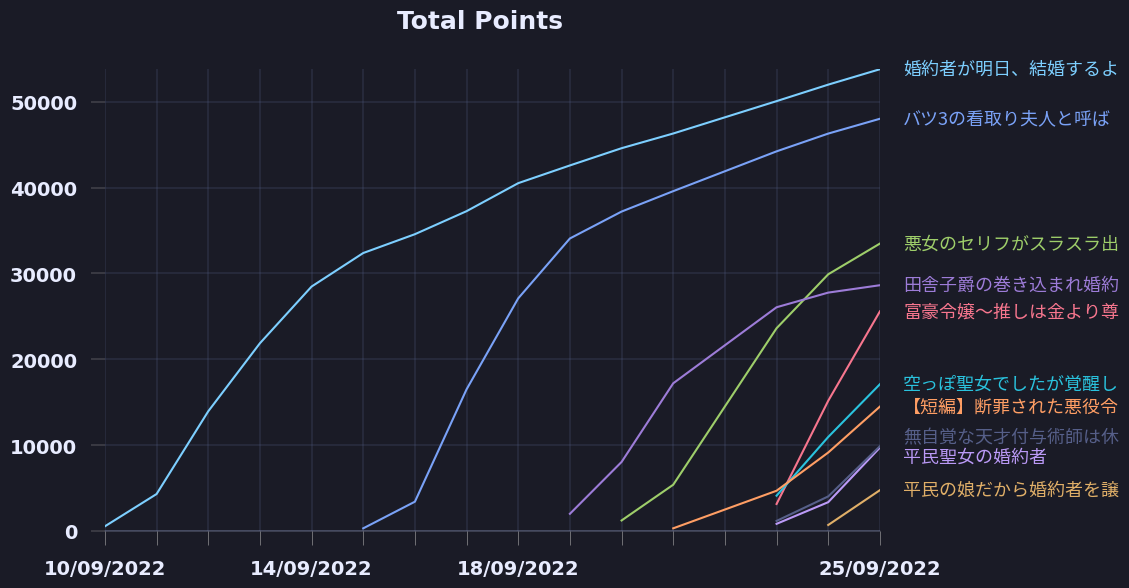 Total Points
50000
40000
30000
20000
10000
0
10/09/2022
14/09/2022
18/09/2022
25/09/2022
婚約者が明日、結婚するよ
バツ3の看取り夫人と呼ば
悪女のセリフがスラスラ出
田舎子爵の巻き込まれ婚約
富豪令嬢～推しは金より尊
空っぽ聖女でしたが覚醒し
【短編】断罪された悪役令
無自覚な天才付与術師は休
平民聖女の婚約者
平民の娘だから婚約者を譲